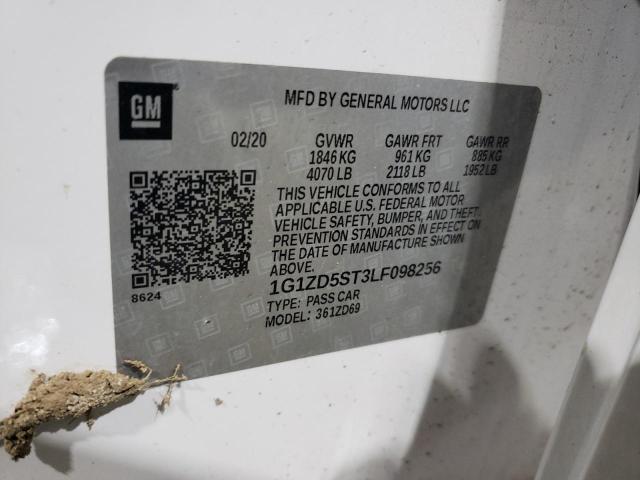 GM
MFD BY GENERAL MOTORS LLC
02/20 GVWR GAWR FRT GAWR RR
1846 KG 961 KG 885 KG
4070 LB 2118 LB 1952 LB
THIS VEHICLE CONFORMS TO ALL
APPLICABLE U.S. FEDERAL MOTOR
VEHICLE SAFETY, BUMPER, AND THEFT
PREVENTION STANDARDS IN EFFECT ON
THE DATE OF MANUFACTURE SHOWN
ABOVE.
8624
1G1ZD5ST3LF098256
TYPE: PASS CAR
MODEL: 361ZD69